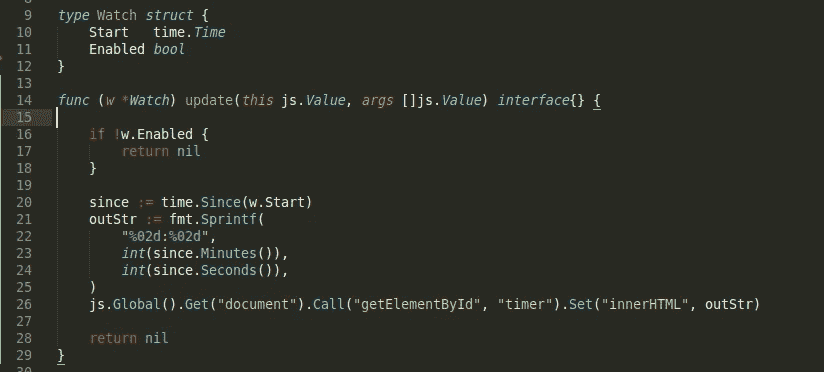 9 type Watch struct {
10     Start   time.Time
11     Enabled bool
12 }
13
14 func (w *Watch) update(this js.Value, args []js.Value) interface{} {
15
16     if !w.Enabled {
17         return nil
18     }
19
20     since := time.Since(w.Start)
21     outStr := fmt.Sprintf(
22         "%02d:%02d",
23         int(since.Minutes()),
24         int(since.Seconds()),
25     )
26     js.Global().Get("document").Call("getElementById", "timer").Set("innerHTML", outStr)
27
28     return nil
29 }